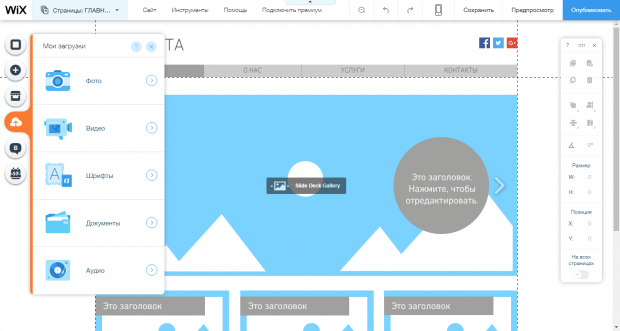 WiX Страницы: ГЛАВН... Сайт Инструменты Помощь Подключить премиум Сохранить Предпросмотр Опубликовать
Мои загрузки ? ×
Фото
Видео
Шрифты
Документы
Аудио
ТА
О НАС УСЛУГИ КОНТАКТЫ
Slide Deck Gallery
Это заголовок.
Нажмите, чтобы
отредактировать.
Это заголовок Это заголовок Это заголовок
? ×
0°
Размер
W: 0
H: 0
Позиция
X: 0
Y: 0
На всех
страницах